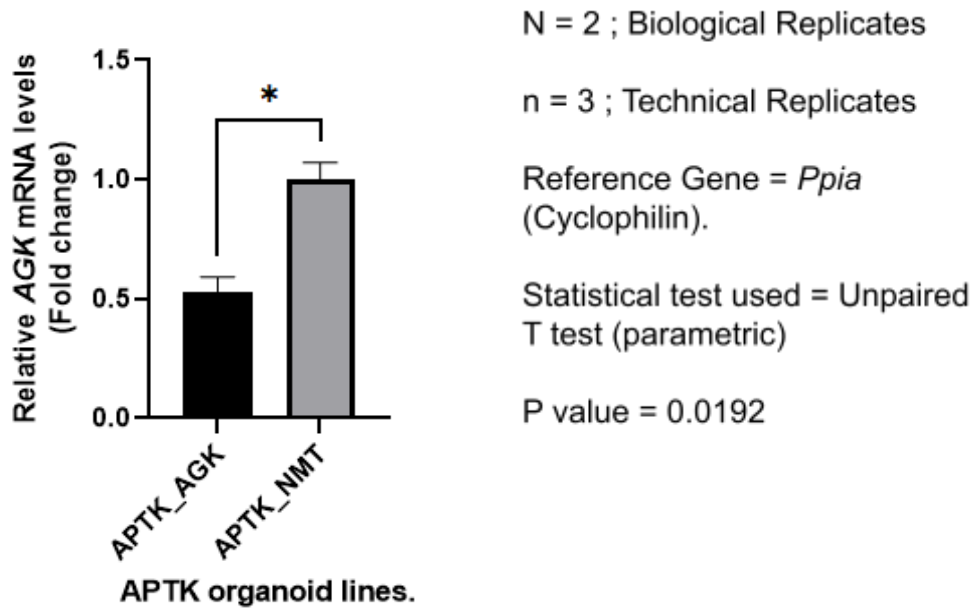 Relative AGK mRNA levels
(Fold change)
1.5
1.0
0.5
0.0
*
APTK_AGK
APTK_NMT
APTK organoid lines.
N = 2 ; Biological Replicates
n = 3 ; Technical Replicates
Reference Gene = Ppia
(Cyclophilin).
Statistical test used = Unpaired
T test (parametric)
P value = 0.0192